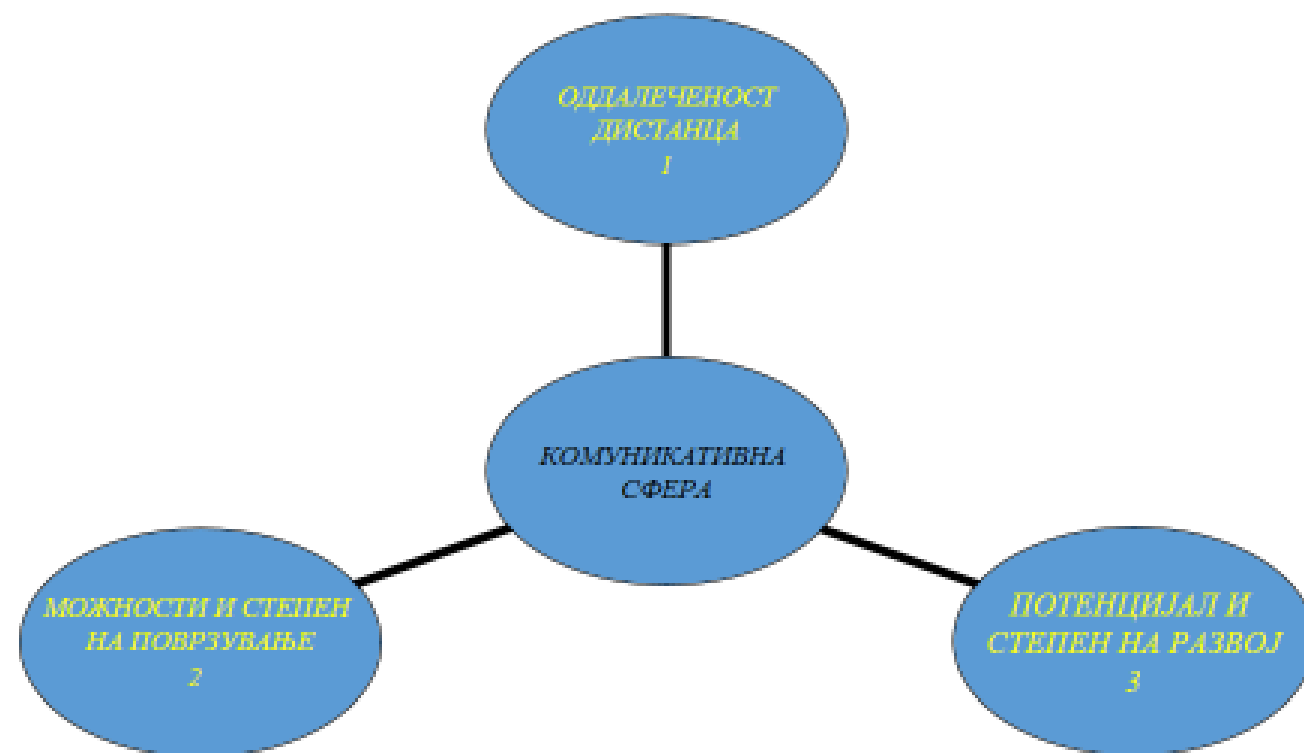 ОДДАЛЕЧЕНОСТ
ДИСТАНЦА
1
КОМУНИКАТИВНА
СФЕРА
МОЖНОСТИ И СТЕПЕН
НА ПОВРЗУВАЊЕ
2
ПОТЕНЦИЈАЛ И
СТЕПЕН НА РАЗВОЈ
3